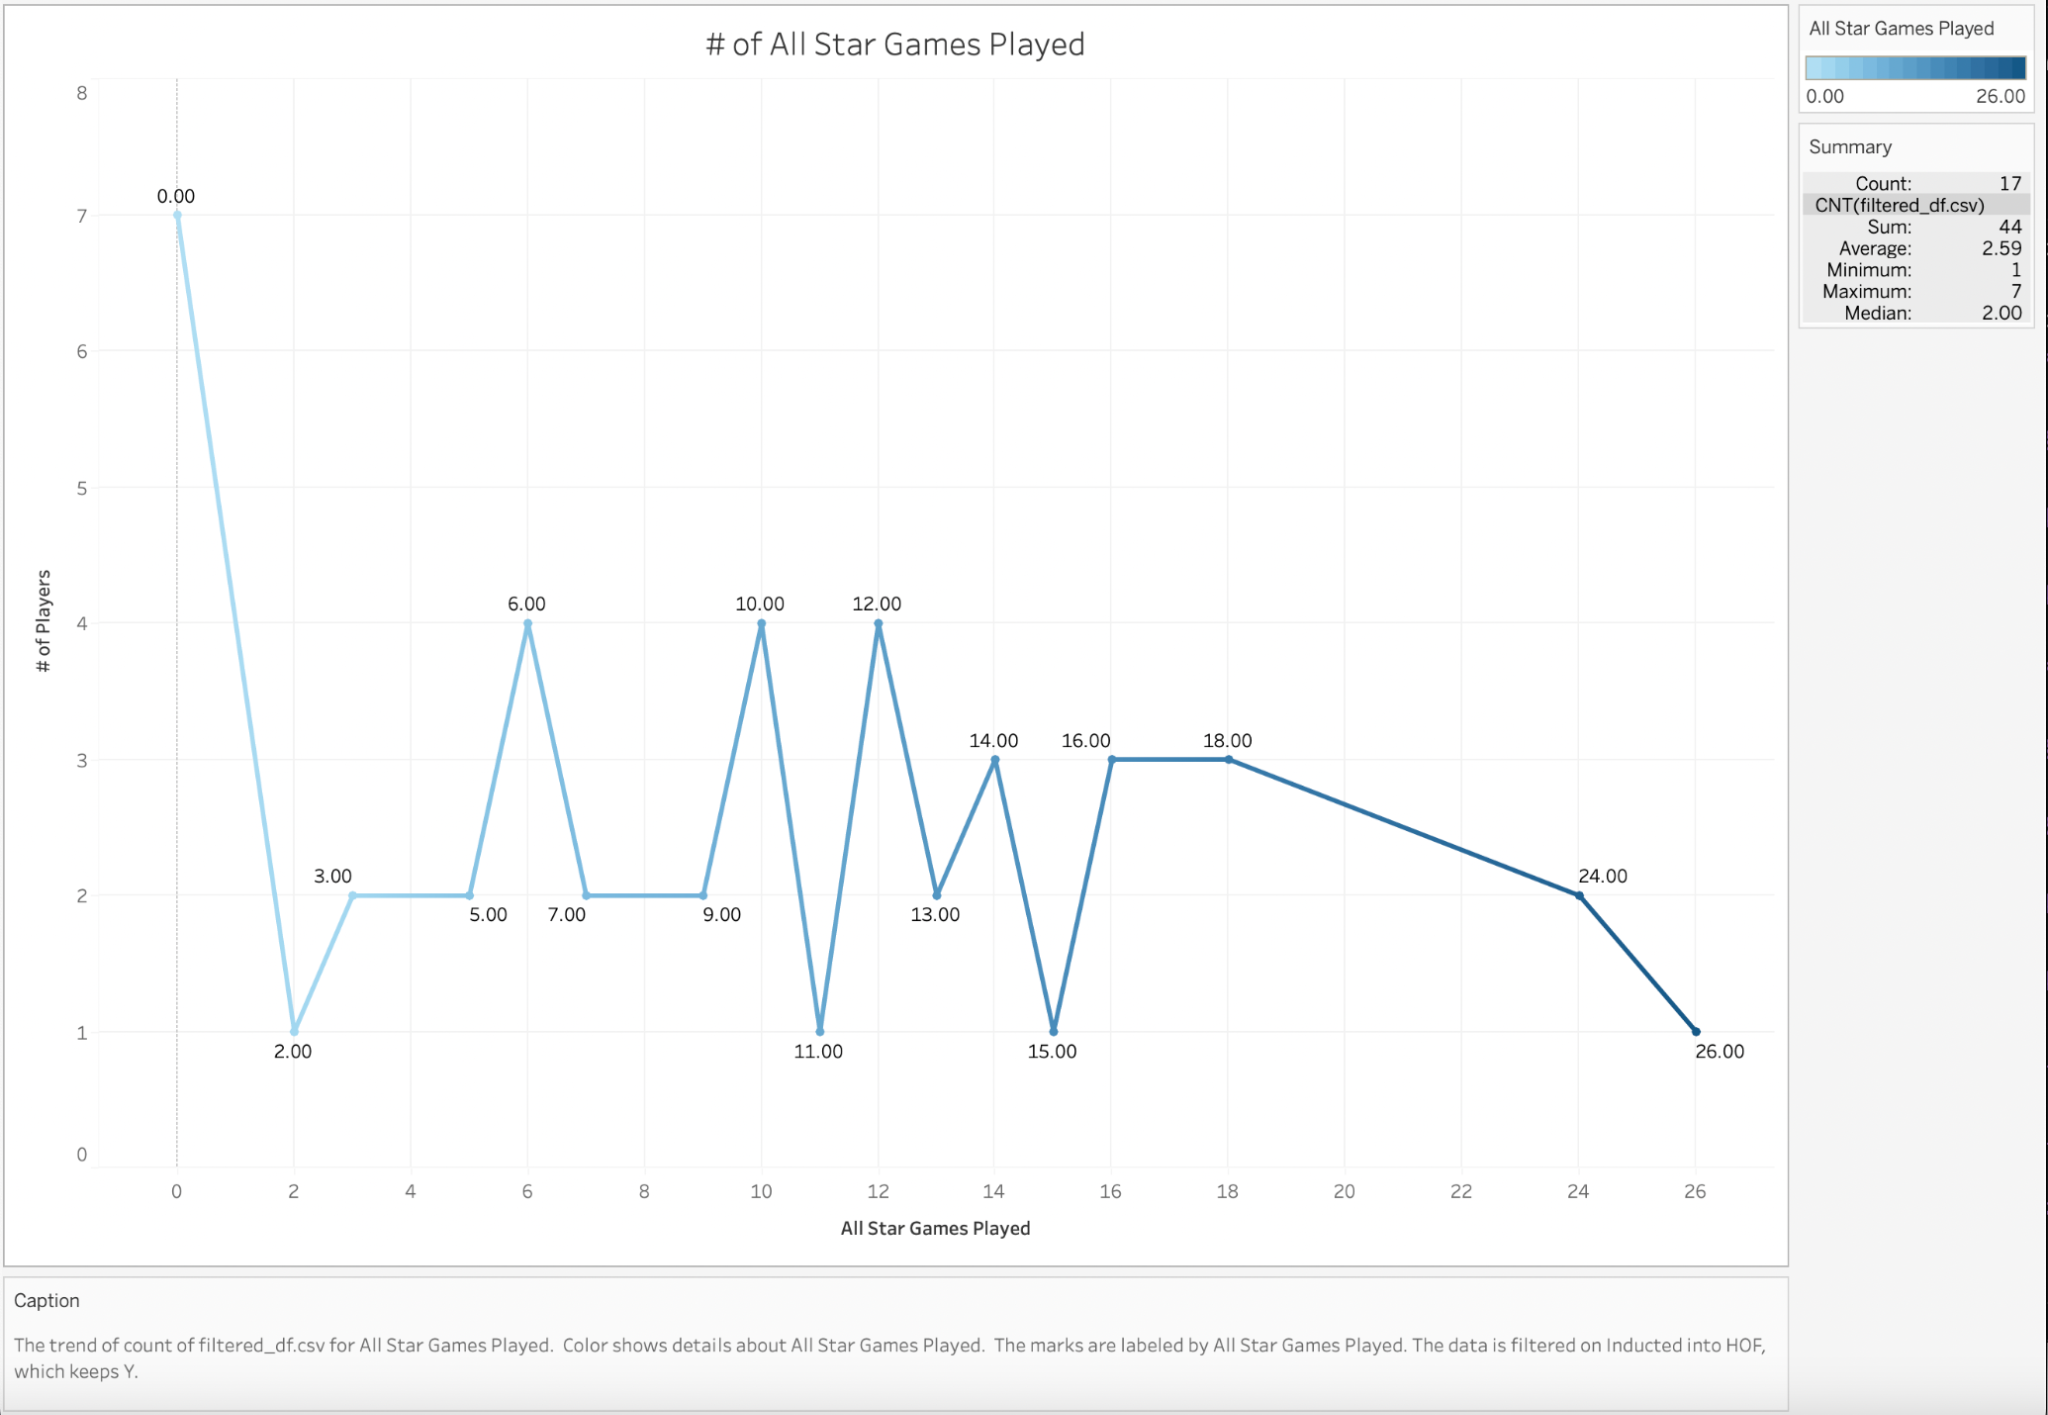 # of All Star Games Played
8
7
6
5
4
3
2
1
0
# of Players
0.00
2.00
3.00
5.00
6.00
7.00
9.00
10.00
11.00
12.00
13.00
14.00
15.00
16.00
18.00
24.00
26.00
0 2 4 6 8 10 12 14 16 18 20 22 24 26
All Star Games Played
All Star Games Played
0.00 26.00
Summary
Count: 17
CNT(filtered_df.csv)
Sum: 44
Average: 2.59
Minimum: 1
Maximum: 7
Median: 2.00
Caption
The trend of count of filtered_df.csv for All Star Games Played. Color shows details about All Star Games Played. The marks are labeled by All Star Games Played. The data is filtered on Inducted into HOF,
which keeps Y.